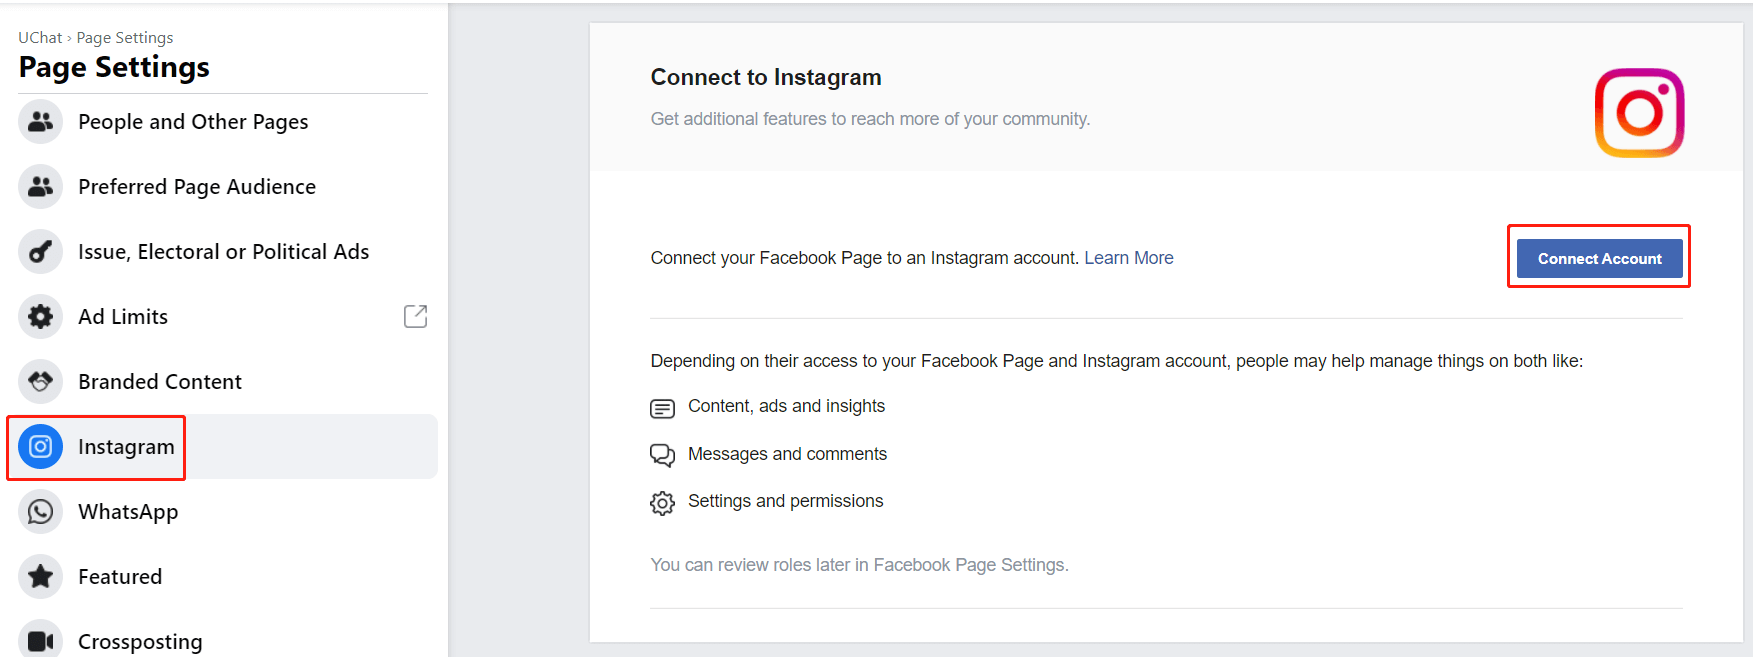 UChat › Page Settings
Page Settings
People and Other Pages
Preferred Page Audience
Issue, Electoral or Political Ads
Ad Limits
Branded Content
Instagram
WhatsApp
Featured
Crossposting
Connect to Instagram
Get additional features to reach more of your community.
Connect your Facebook Page to an Instagram account. Learn More
Connect Account
Depending on their access to your Facebook Page and Instagram account, people may help manage things on both like:
Content, ads and insights
Messages and comments
Settings and permissions
You can review roles later in Facebook Page Settings.